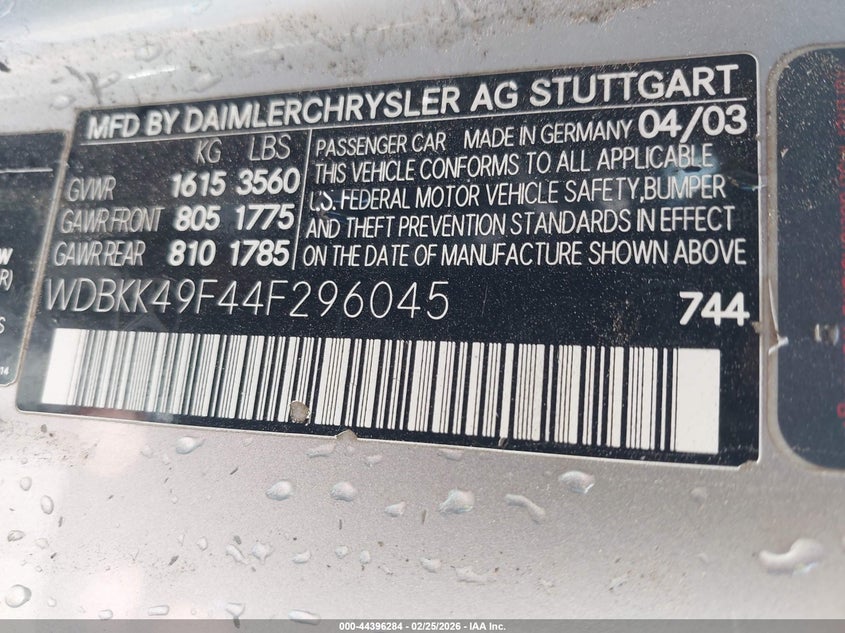 MFD BY DAIMLERCHRYSLER AG STUTTGART
KG LBS
GVWR 1615 3560
GAWR FRONT 805 1775
GAWR REAR 810 1785
PASSENGER CAR MADE IN GERMANY 04/03
THIS VEHICLE CONFORMS TO ALL APPLICABLE
U.S. FEDERAL MOTOR VEHICLE SAFETY,BUMPER
AND THEFT PREVENTION STANDARDS IN EFFECT
ON THE DATE OF MANUFACTURE SHOWN ABOVE
WDBKK49F44F296045
744
000-44396284 | 02/25/2026 – IAA Inc.